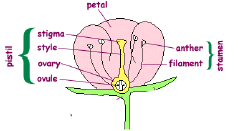 petal
stigma
style
ovary
ovule
pistil
anther
filament
stamen